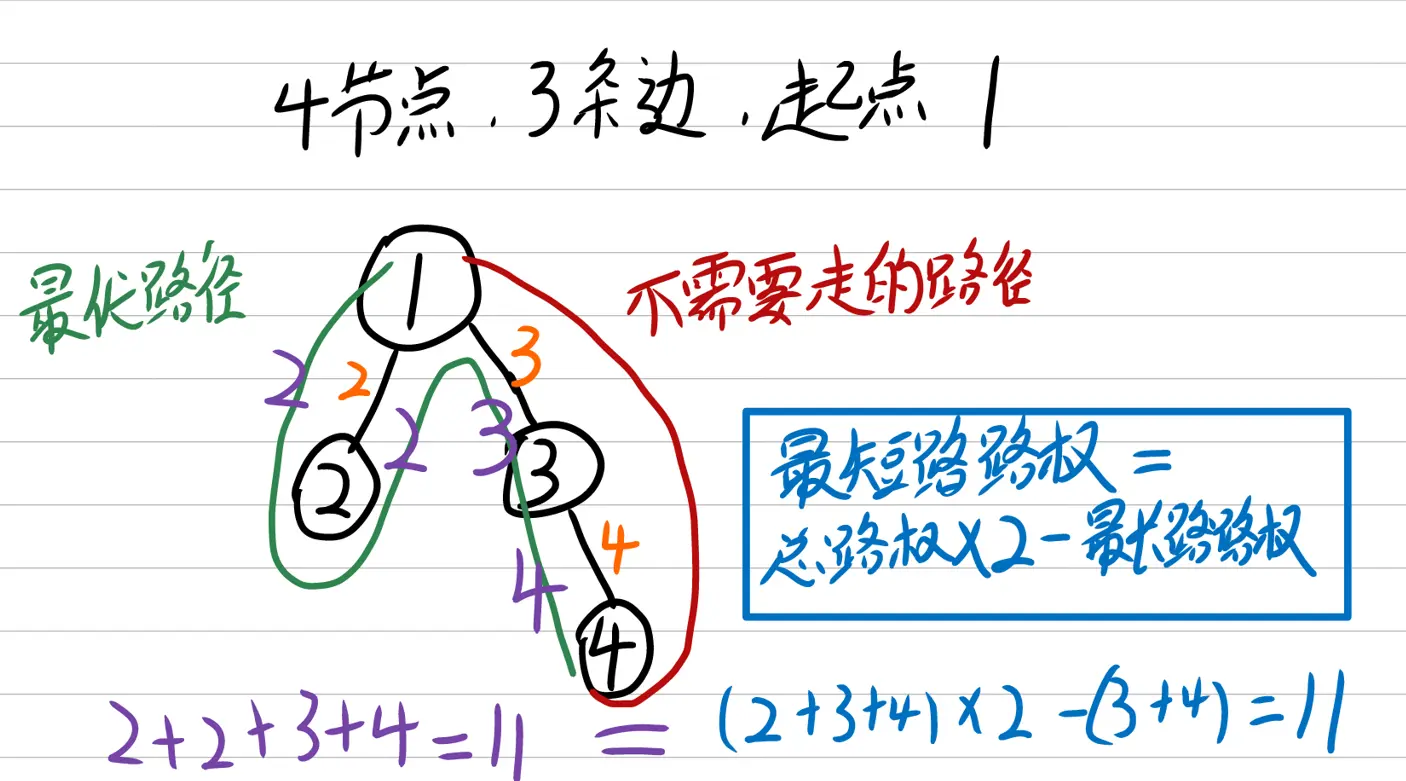 4节点.3条边.起点 1
最优路径
不需要走的路径
1
2 2 3
2 2 3 3
最短路路权 =
总路权×2-最长路路权
4 4
4
2+2+3+4=11 = (2+3+4)×2-(3+4)=11